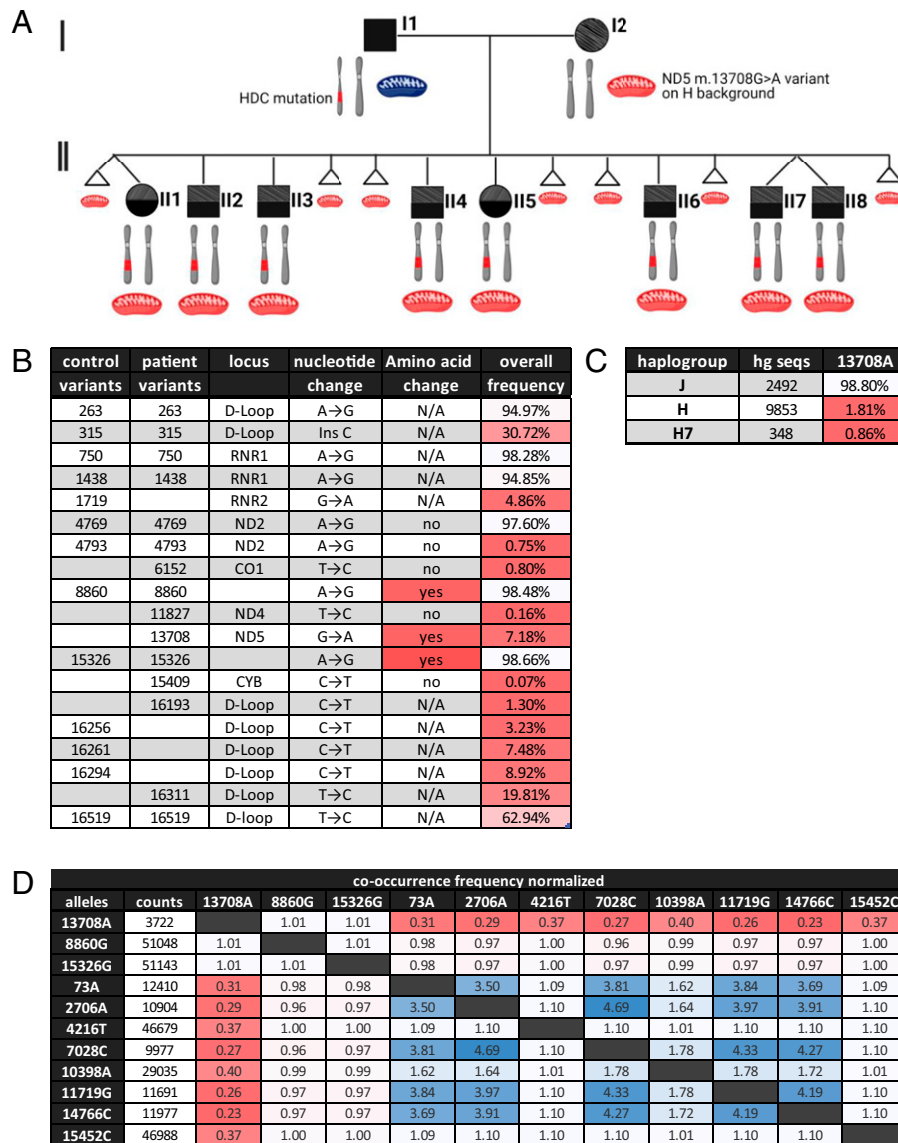 A
I
I1
I2
HDC mutation
ND5 m.13708G>A variant
on H background
II
II1
II2
II3
II4
II5
II6
II7
II8
B
control patient locus nucleotide Amino acid overall
variants variants change change frequency
263 263 D-Loop A→G N/A 94.97%
315 315 D-Loop Ins C N/A 30.72%
750 750 RNR1 A→G N/A 98.28%
1438 1438 RNR1 A→G N/A 94.85%
1719 RNR2 G→A N/A 4.86%
4769 4769 ND2 A→G no 97.60%
4793 4793 ND2 A→G no 0.75%
6152 CO1 T→C no 0.80%
8860 8860 A→G yes 98.48%
11827 ND4 T→C no 0.16%
13708 ND5 G→A yes 7.18%
15326 15326 A→G yes 98.66%
15409 CYB C→T no 0.07%
16193 D-Loop C→T N/A 1.30%
16256 D-Loop C→T N/A 3.23%
16261 D-Loop C→T N/A 7.48%
16294 D-Loop C→T N/A 8.92%
16311 D-Loop T→C N/A 19.81%
16519 16519 D-loop T→C N/A 62.94%
C
haplogroup hg seqs 13708A
J 2492 98.80%
H 9853 1.81%
H7 348 0.86%
D
co-occurrence frequency normalized
alleles counts 13708A 8860G 15326G 73A 2706A 4216T 7028C 10398A 11719G 14766C 15452C
13708A 3722 1.01 1.01 0.31 0.29 0.37 0.27 0.40 0.26 0.23 0.37
8860G 51048 1.01 1.01 0.98 0.97 1.00 0.96 0.99 0.97 0.97 1.00
15326G 51143 1.01 1.01 0.98 0.97 1.00 0.97 0.99 0.97 0.97 1.00
73A 12410 0.31 0.98 0.98 3.50 1.09 3.81 1.62 3.84 3.69 1.09
2706A 10904 0.29 0.96 0.97 3.50 1.10 4.69 1.64 3.97 3.91 1.10
4216T 46679 0.37 1.00 1.00 1.09 1.10 1.10 1.01 1.10 1.10 1.10
7028C 9977 0.27 0.96 0.97 3.81 4.69 1.10 1.78 4.33 4.27 1.10
10398A 29035 0.40 0.99 0.99 1.62 1.64 1.01 1.78 1.78 1.72 1.01
11719G 11691 0.26 0.97 0.97 3.84 3.97 1.10 4.33 1.78 4.19 1.10
14766C 11977 0.23 0.97 0.97 3.69 3.91 1.10 4.27 1.72 4.19 1.10
15452C 46988 0.37 1.00 1.00 1.09 1.10 1.10 1.10 1.01 1.10 1.10